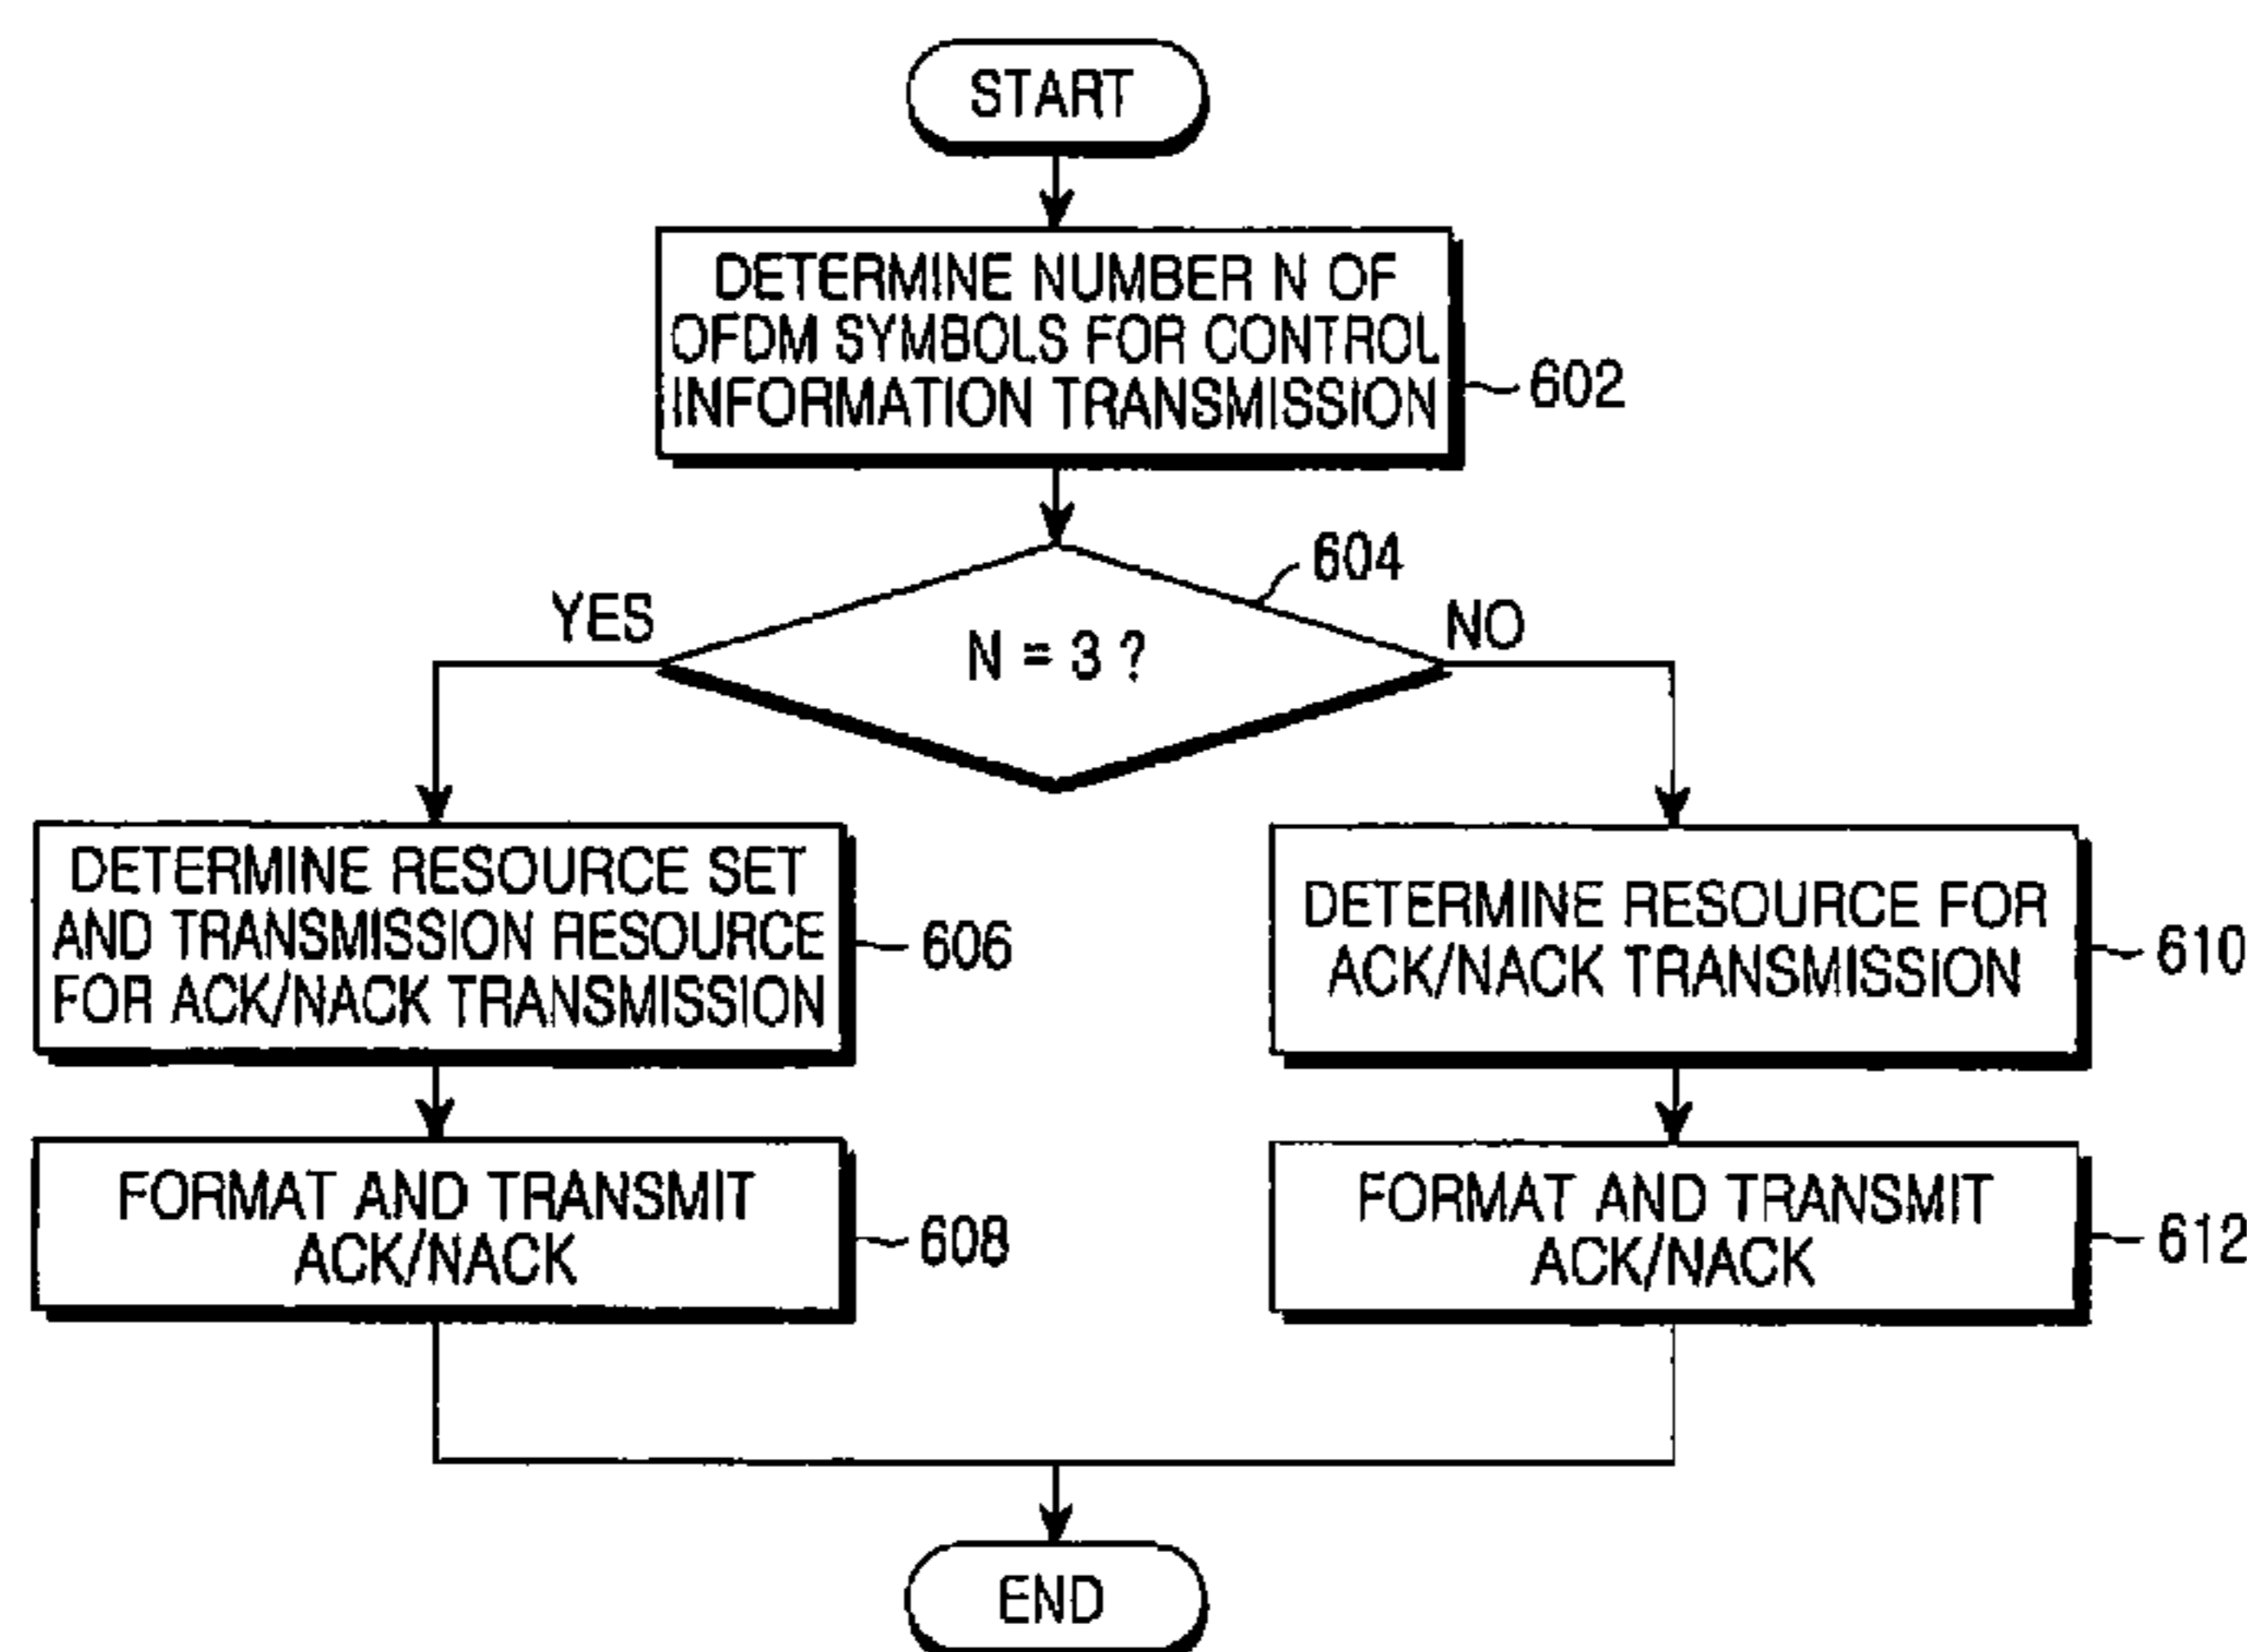 START
DETERMINE NUMBER N OF
OFDM SYMBOLS FOR CONTROL
INFORMATION TRANSMISSION
602
604
YES
N = 3 ?
NO
DETERMINE RESOURCE SET
AND TRANSMISSION RESOURCE
FOR ACK/NACK TRANSMISSION
606
DETERMINE RESOURCE FOR
ACK/NACK TRANSMISSION
610
FORMAT AND TRANSMIT
ACK/NACK
608
FORMAT AND TRANSMIT
ACK/NACK
612
END